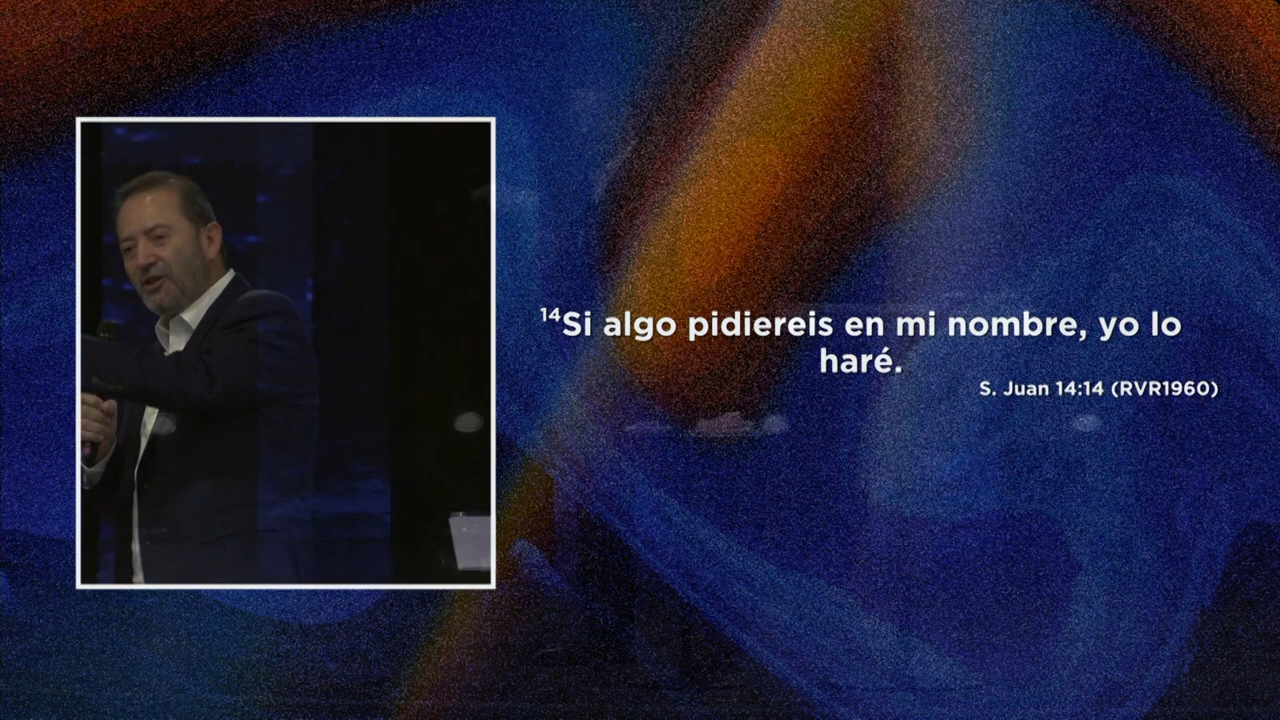 ¹⁴Si algo pidiereis en mi nombre, yo lo
haré.
S. Juan 14:14 (RVR1960)